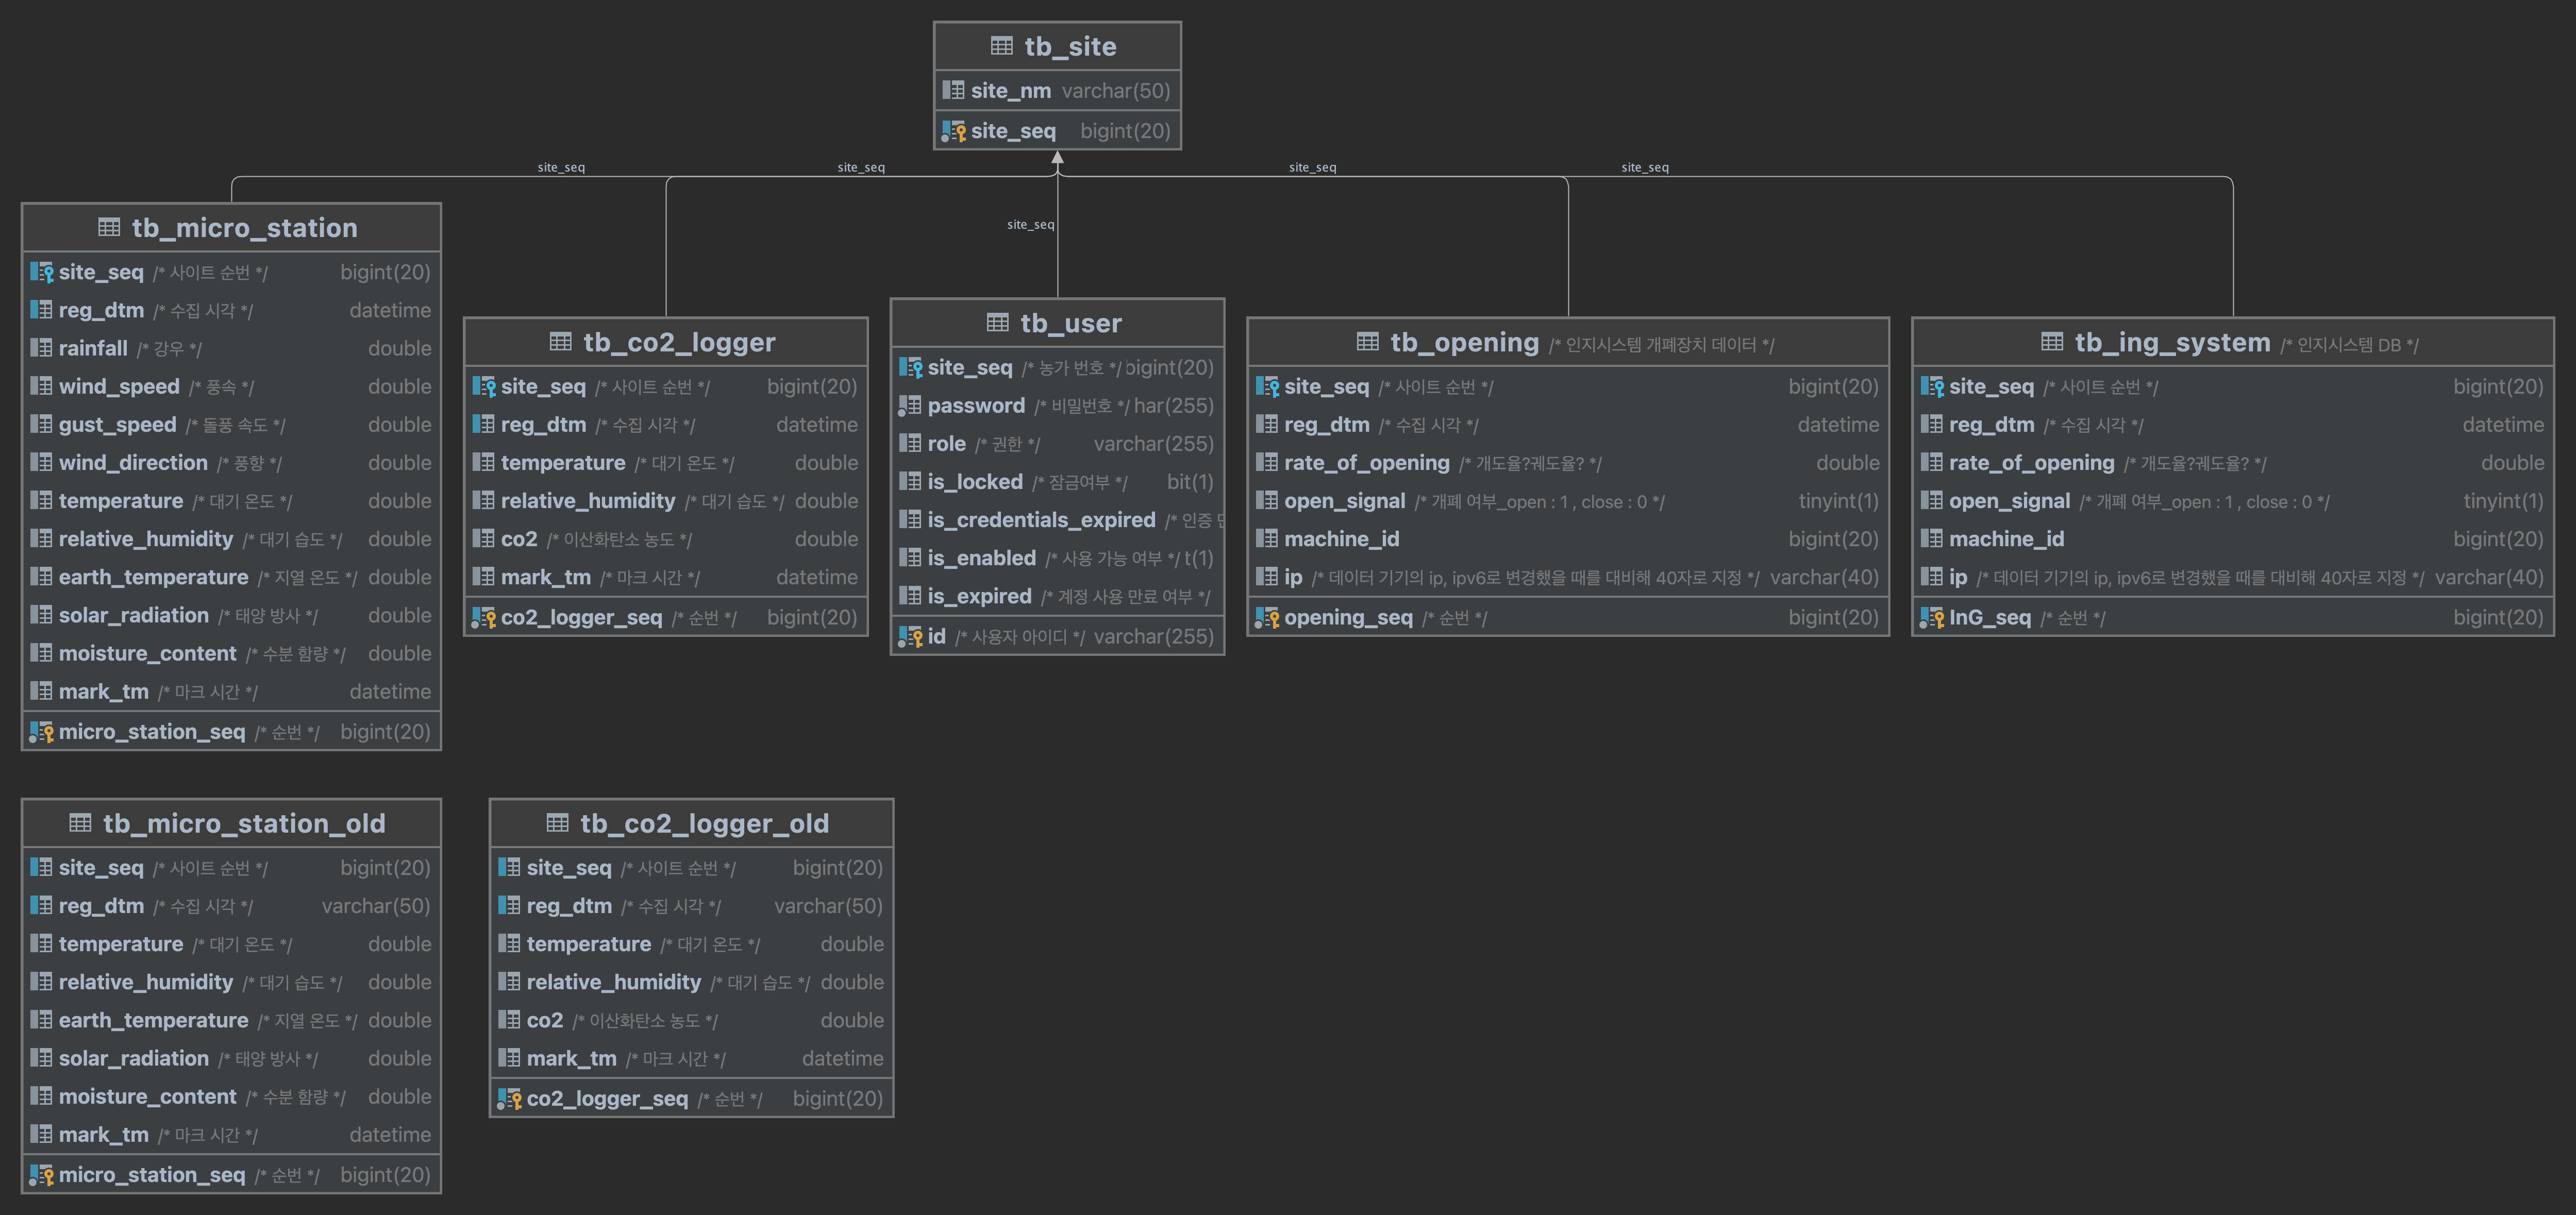 tb_site
site_nm varchar(50)
site_seq bigint(20)
site_seq
site_seq
site_seq
site_seq
site_seq
tb_micro_station
site_seq /* 사이트 순번 */ bigint(20)
reg_dtm /* 수집 시각 */ datetime
rainfall /* 강우 */ double
wind_speed /* 풍속 */ double
gust_speed /* 돌풍 속도 */ double
wind_direction /* 풍향 */ double
temperature /* 대기 온도 */ double
relative_humidity /* 대기 습도 */ double
earth_temperature /* 지열 온도 */ double
solar_radiation /* 태양 방사 */ double
moisture_content /* 수분 함량 */ double
mark_tm /* 마크 시간 */ datetime
micro_station_seq /* 순번 */ bigint(20)
tb_co2_logger
site_seq /* 사이트 순번 */ bigint(20)
reg_dtm /* 수집 시각 */ datetime
temperature /* 대기 온도 */ double
relative_humidity /* 대기 습도 */ double
co2 /* 이산화탄소 농도 */ double
mark_tm /* 마크 시간 */ datetime
co2_logger_seq /* 순번 */ bigint(20)
tb_user
site_seq /* 농가 번호 */ bigint(20)
password /* 비밀번호 */ har(255)
role /* 권한 */ varchar(255)
is_locked /* 잠금여부 */ bit(1)
is_credentials_expired /* 인증
is_enabled /* 사용 가능 여부 */ t(1)
is_expired /* 계정 사용 만료 여부 */
id /* 사용자 아이디 */ varchar(255)
tb_opening /* 인지시스템 개폐장치 데이터 */
site_seq /* 사이트 순번 */ bigint(20)
reg_dtm /* 수집 시각 */ datetime
rate_of_opening /* 개도율?궤도율? */ double
open_signal /* 개폐 여부_open : 1 , close : 0 */ tinyint(1)
machine_id bigint(20)
ip /* 데이터 기기의 ip, ipv6로 변경했을 때를 대비해 40자로 지정 */ varchar(40)
opening_seq /* 순번 */ bigint(20)
tb_ing_system /* 인지시스템 DB */
site_seq /* 사이트 순번 */ bigint(20)
reg_dtm /* 수집 시각 */ datetime
rate_of_opening /* 개도율?궤도율? */ double
open_signal /* 개폐 여부_open : 1 , close : 0 */ tinyint(1)
machine_id bigint(20)
ip /* 데이터 기기의 ip, ipv6로 변경했을 때를 대비해 40자로 지정 */ varchar(40)
InG_seq /* 순번 */ bigint(20)
tb_micro_station_old
site_seq /* 사이트 순번 */ bigint(20)
reg_dtm /* 수집 시각 */ varchar(50)
temperature /* 대기 온도 */ double
relative_humidity /* 대기 습도 */ double
earth_temperature /* 지열 온도 */ double
solar_radiation /* 태양 방사 */ double
moisture_content /* 수분 함량 */ double
mark_tm /* 마크 시간 */ datetime
micro_station_seq /* 순번 */ bigint(20)
tb_co2_logger_old
site_seq /* 사이트 순번 */ bigint(20)
reg_dtm /* 수집 시각 */ varchar(50)
temperature /* 대기 온도 */ double
relative_humidity /* 대기 습도 */ double
co2 /* 이산화탄소 농도 */ double
mark_tm /* 마크 시간 */ datetime
co2_logger_seq /* 순번 */ bigint(20)